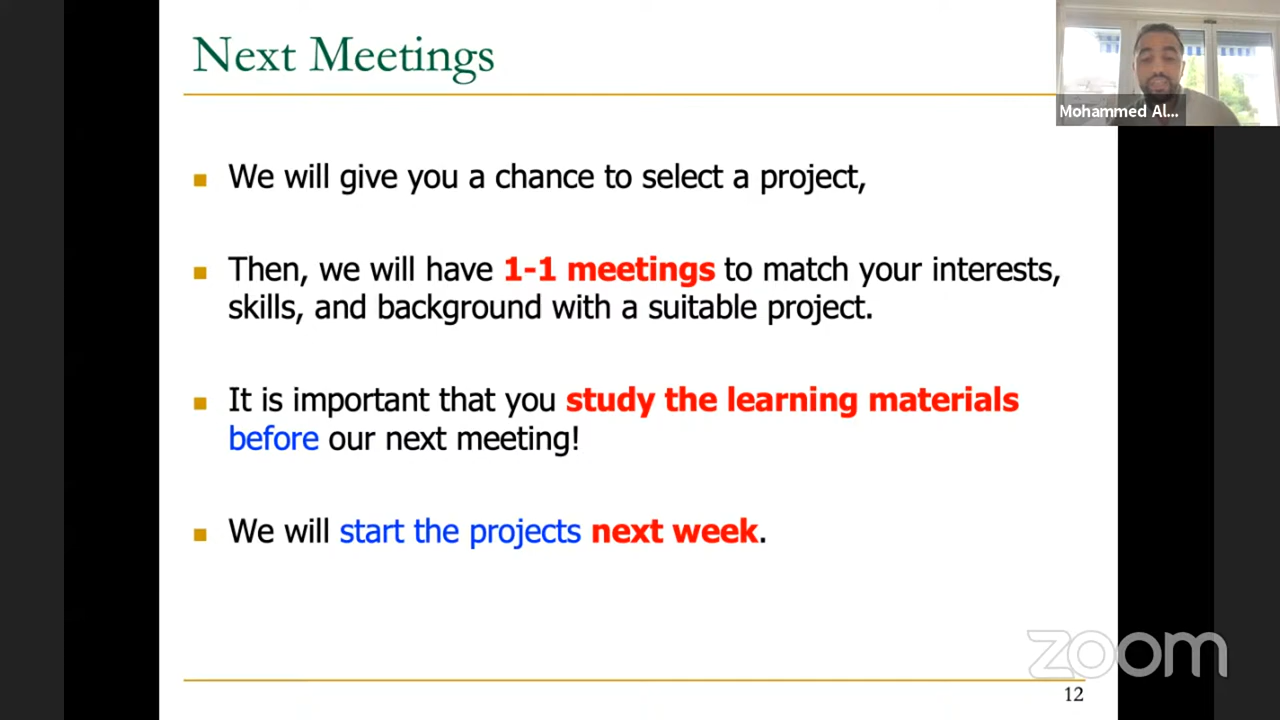 Next Meetings
Mohammed Al...
We will give you a chance to select a project,
Then, we will have 1-1 meetings to match your interests,
skills, and background with a suitable project.
It is important that you study the learning materials
before our next meeting!
We will start the projects next week.
zoom
12